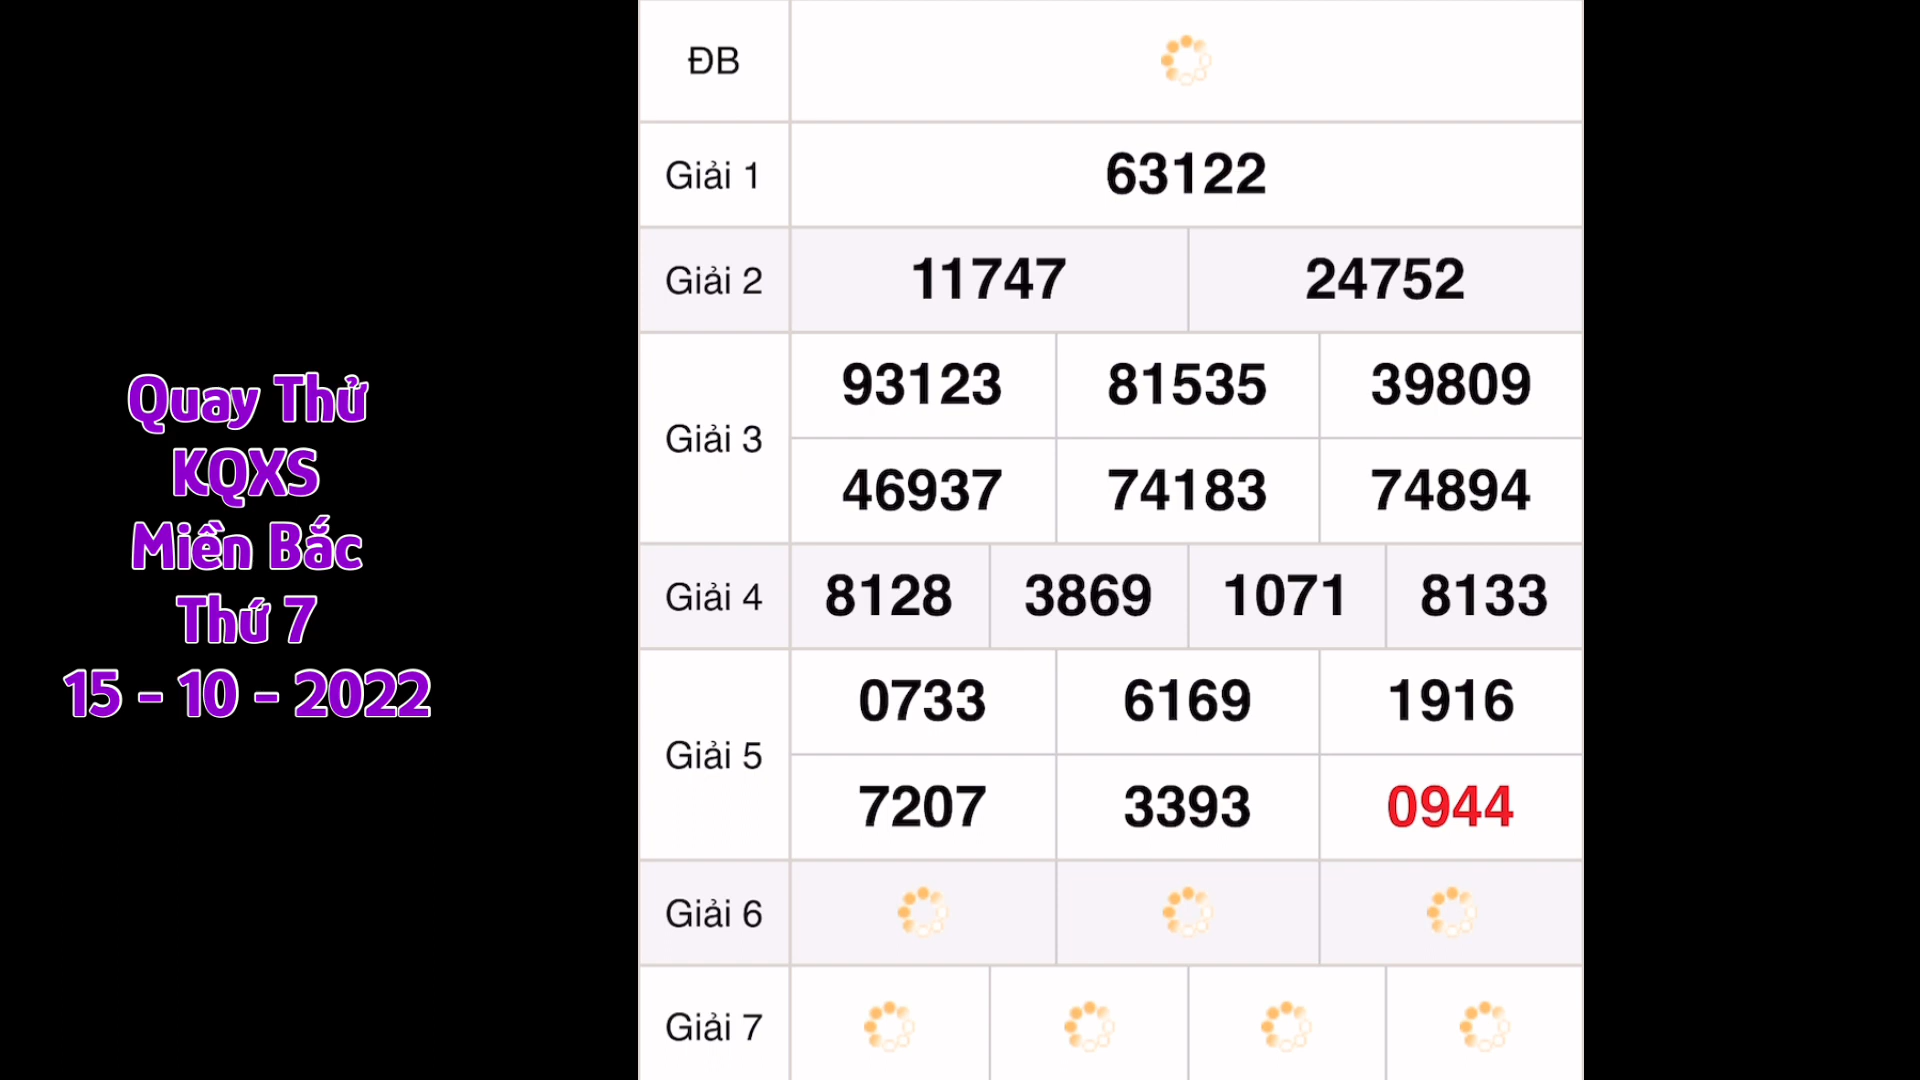 Quay Thử
KQXS
Miền Bắc
Thứ 7
15 - 10 - 2022
ĐB
Giải 1 63122
Giải 2 11747 24752
Giải 3
93123 81535 39809
46937 74183 74894
Giải 4 8128 3869 1071 8133
Giải 5
0733 6169 1916
7207 3393 0944
Giải 6
Giải 7